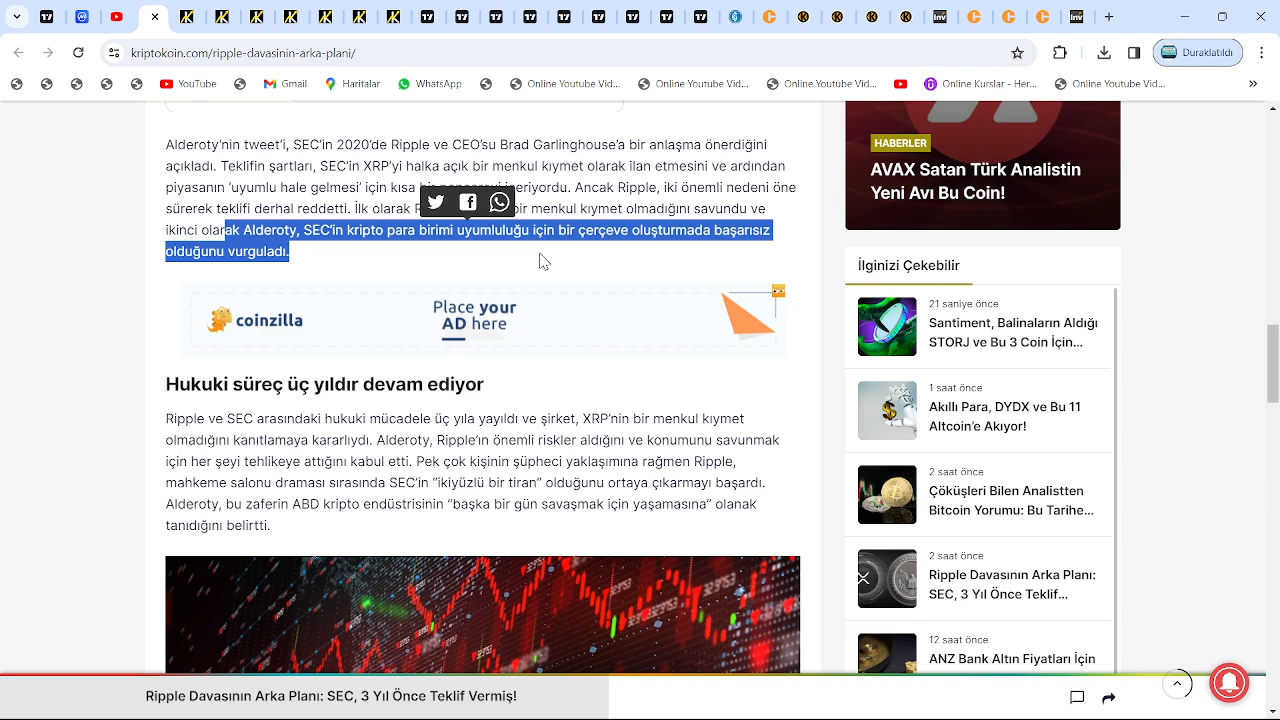 kriptokoin.com/ripple-davasinin-arka-plani/
Duraklatıldı
YouTube
Gmail
Haritalar
WhatsApp
Online Youtube Vid...
Online Youtube Vid...
Online Youtube Vid...
Online Kurslar - Her...
Online Youtube Vid...
Alderoty'nin tweet'i, SEC'in 2020'de Ripple ve CEO'su Brad Garlinghouse'a bir anlaşma önerdiğini
açıkladı. Teklifin şartları, SEC'in XRP'yi halka açık bir menkul kıymet olarak ilan etmesini ve ardından
piyasanın 'uyumlu hale gelmesi' için kısa bir içeriyordu. Ancak Ripple, iki önemli nedeni öne
sürerek teklifi derhal reddetti. İlk olarak bir menkul kıymet olmadığını savundu ve
ikinci olarak Alderoty, SEC'in kripto para birimi uyumluluğu için bir çerçeve oluşturmada başarısız
olduğunu vurguladı.
coinzilla
Place your
AD here
Hukuki süreç üç yıldır devam ediyor
Ripple ve SEC arasındaki hukuki mücadele üç yıla yayıldı ve şirket, XRP'nin bir menkul kıymet
olmadığını kanıtlamaya kararlıydı. Alderoty, Ripple'ın önemli riskler aldığını ve konumunu savunmak
için her şeyi tehlikeye attığını kabul etti. Pek çok kişinin şüpheci yaklaşımına rağmen Ripple,
mahkeme salonu draması sırasında SEC'in "ikiyüzlü bir tiran" olduğunu ortaya çıkarmayı başardı.
Alderoty, bu zaferin ABD kripto endüstrisinin "başka bir gün savaşmak için yaşamasına" olanak
tanıdığını belirtti.
HABERLER
AVAX Satan Türk Analistin
Yeni Avı Bu Coin!
İlginizi Çekebilir
21 saniye önce
Santiment, Balinaların Aldığı
STORJ ve Bu 3 Coin İçin...
1 saat önce
Akıllı Para, DYDX ve Bu 11
Altcoin'e Akıyor!
2 saat önce
Çöküşleri Bilen Analistten
Bitcoin Yorumu: Bu Tarihe...
2 saat önce
Ripple Davasının Arka Planı:
SEC, 3 Yıl Önce Teklif...
12 saat önce
ANZ Bank Altın Fiyatları İçin
Ripple Davasının Arka Planı: SEC, 3 Yıl Önce Teklif Vermiş!